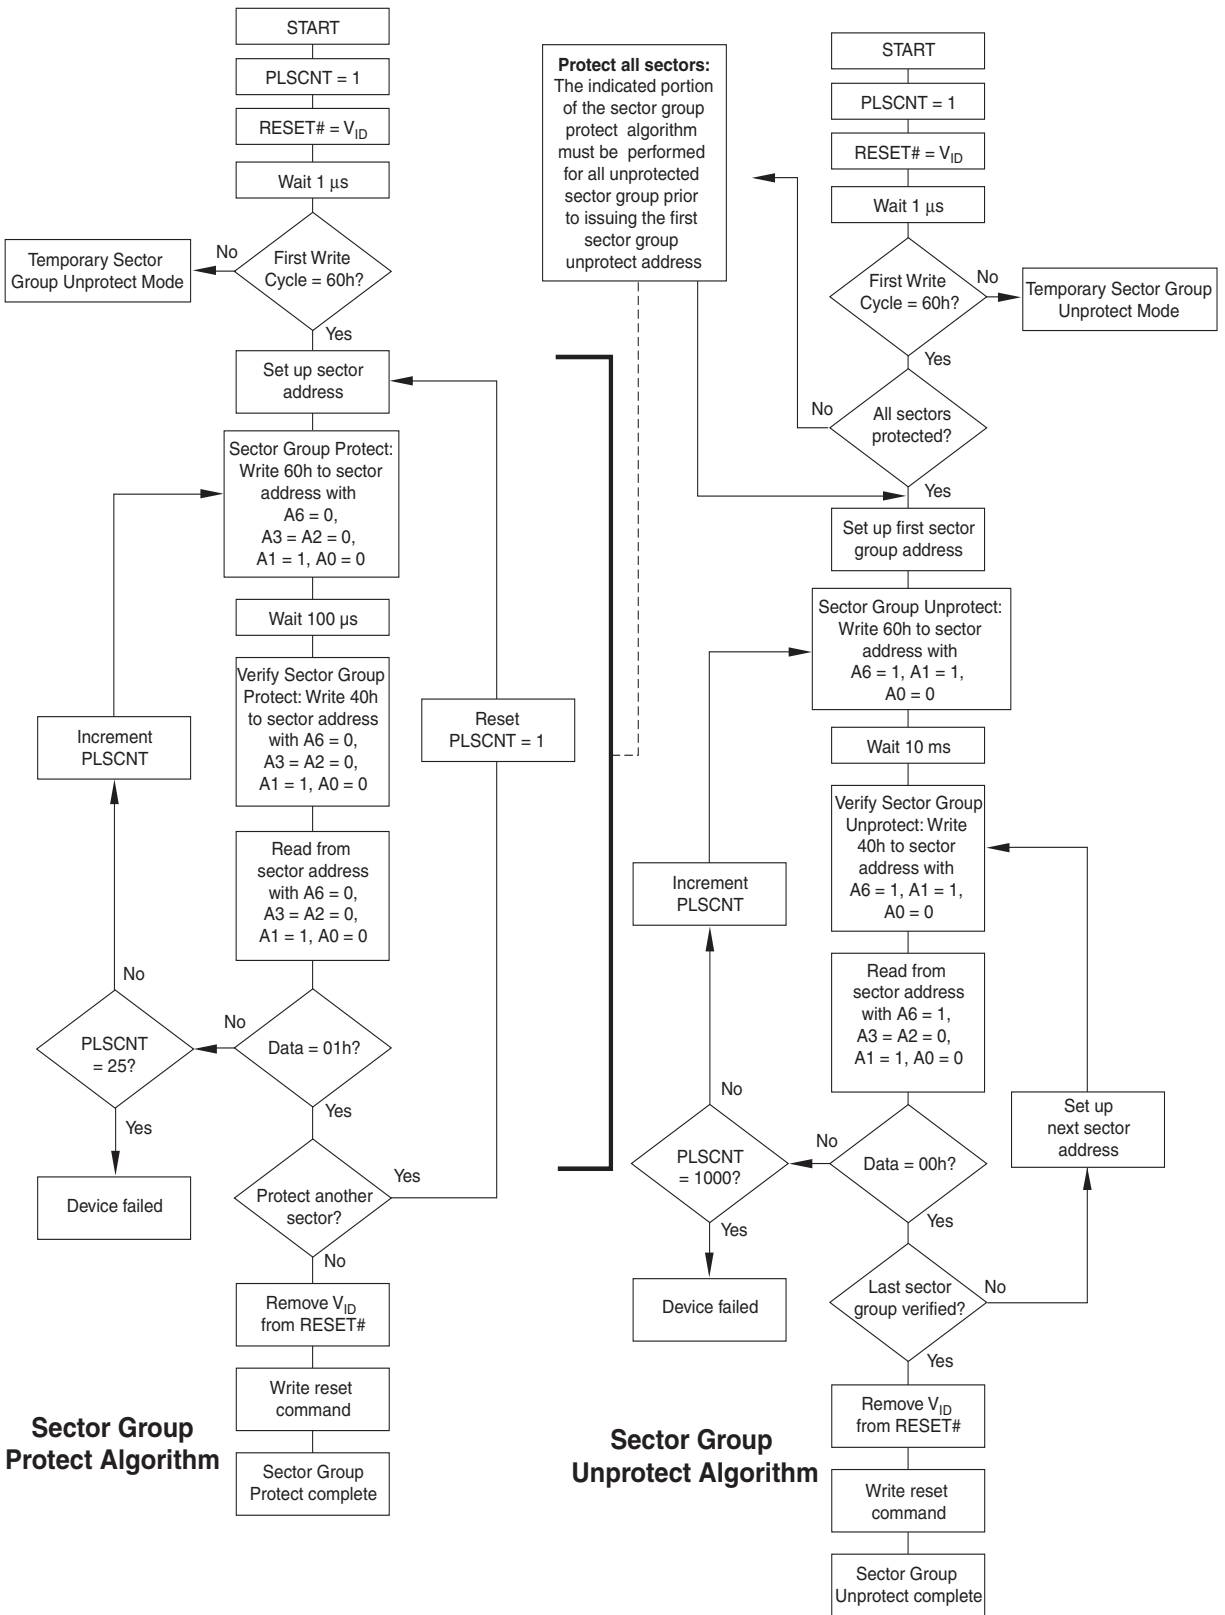 START
PLSCNT = 1
RESET# = VID
Wait 1 μs
First Write
Cycle = 60h?
No
Temporary Sector
Group Unprotect Mode
Yes
Set up sector
address
Sector Group Protect:
Write 60h to sector
address with
A6 = 0,
A3 = A2 = 0,
A1 = 1, A0 = 0
Wait 100 µs
Verify Sector Group
Protect: Write 40h
to sector address
with A6 = 0,
A3 = A2 = 0,
A1 = 1, A0 = 0
Increment
PLSCNT
Reset
PLSCNT = 1
Read from
sector address
with A6 = 0,
A3 = A2 = 0,
A1 = 1, A0 = 0
No
PLSCNT
= 25?
No
Data = 01h?
Yes
Yes
Device failed
Protect another
sector?
Yes
No
Remove VID
from RESET#
Write reset
command
Sector Group
Protect complete
Sector Group
Protect Algorithm
Protect all sectors:
The indicated portion
of the sector group
protect algorithm
must be performed
for all unprotected
sector group prior
to issuing the first
sector group
unprotect address
START
PLSCNT = 1
RESET# = VID
Wait 1 μs
First Write
Cycle = 60h?
No
Temporary Sector Group
Unprotect Mode
Yes
All sectors
protected?
No
Yes
Set up first sector
group address
Sector Group Unprotect:
Write 60h to sector
address with
A6 = 1, A1 = 1,
A0 = 0
Wait 10 ms
Verify Sector Group
Unprotect: Write
40h to sector
address with
A6 = 1, A1 = 1,
A0 = 0
Increment
PLSCNT
Read from
sector address
with A6 = 1,
A3 = A2 = 0,
A1 = 1, A0 = 0
No
PLSCNT
= 1000?
No
Data = 00h?
Set up
next sector
address
Yes
Yes
Device failed
Last sector
group verified?
No
Yes
Remove VID
from RESET#
Write reset
command
Sector Group
Unprotect complete
Sector Group
Unprotect Algorithm